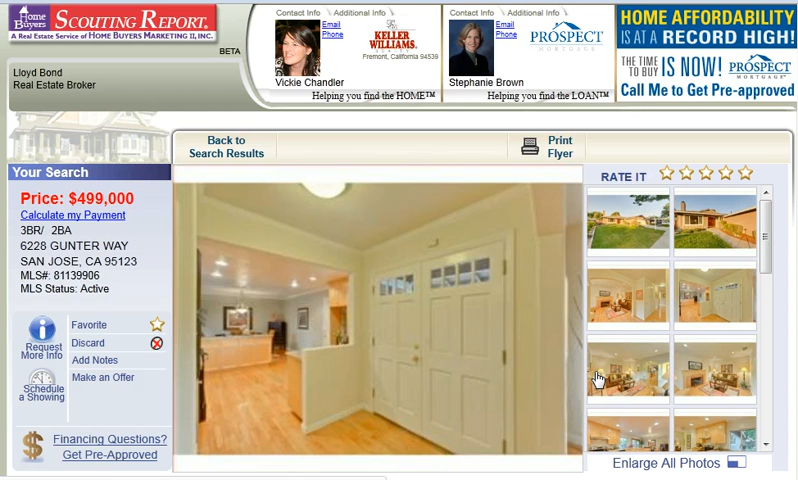 Home
Buyers
SCOUTING REPORT®
A Real Estate Service of HOME BUYERS MARKETING II, INC.
BETA
Lloyd Bond
Real Estate Broker
Contact Info Additional Info
Email
Phone
KELLER
WILLIAMS.
REALTY
Fremont, California 94539
Vickie Chandler
Helping you find the HOME™
Contact Info Additional Info
Email
Phone
PROSPECT
MORTGAGE
Stephanie Brown
Helping you find the LOAN™
HOME AFFORDABILITY
IS AT A RECORD HIGH!
THE TIME
TO BUY IS NOW!
PROSPECT
MORTGAGE
Call Me to Get Pre-approved
Back to
Search Results
Print
Flyer
Your Search
Price: $499,000
Calculate my Payment
3BR/ 2BA
6228 GUNTER WAY
SAN JOSE, CA 95123
MLS#: 81139906
MLS Status: Active
Request
More Info
Schedule
a Showing
Favorite
Discard
Add Notes
Make an Offer
Financing Questions?
Get Pre-Approved
RATE IT
Enlarge All Photos